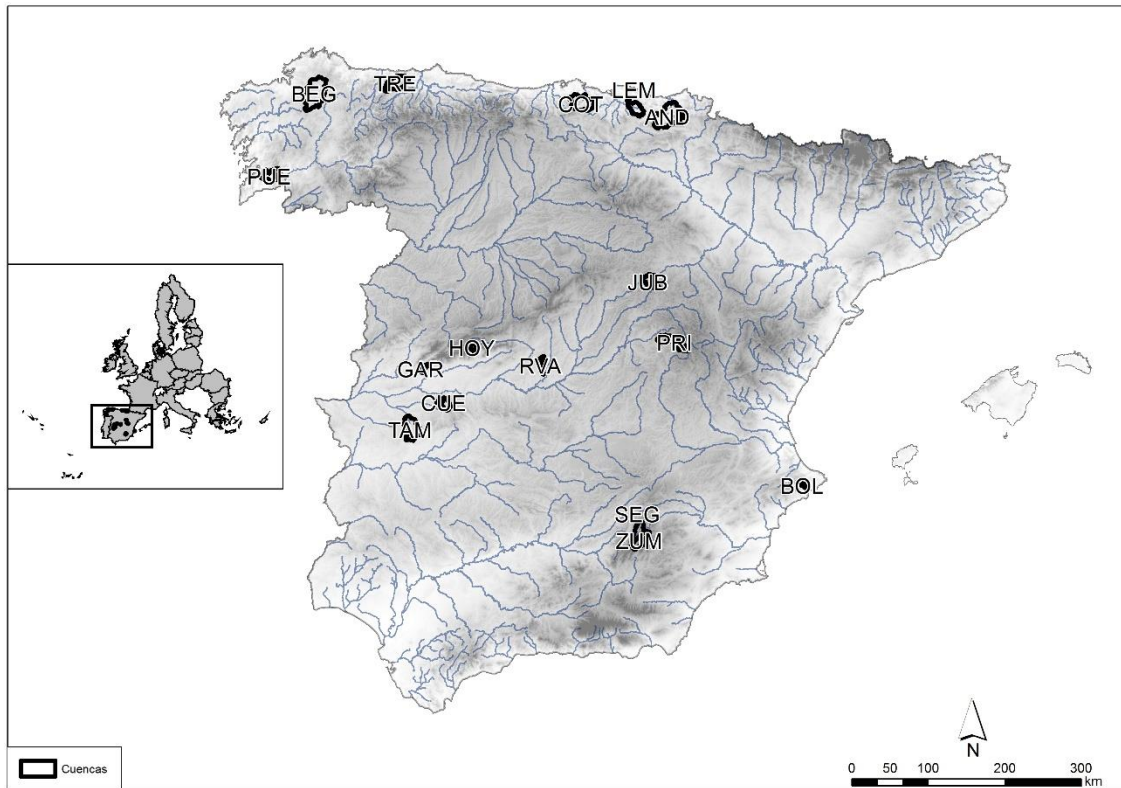 LEM
TRE
BEG
COT
AND
PUE
JUB
PRI
HOY
RVA
GAR
CUE
TAM
BOL
SEG
ZUM
N
Cuencas
0 50 100 200 300
km